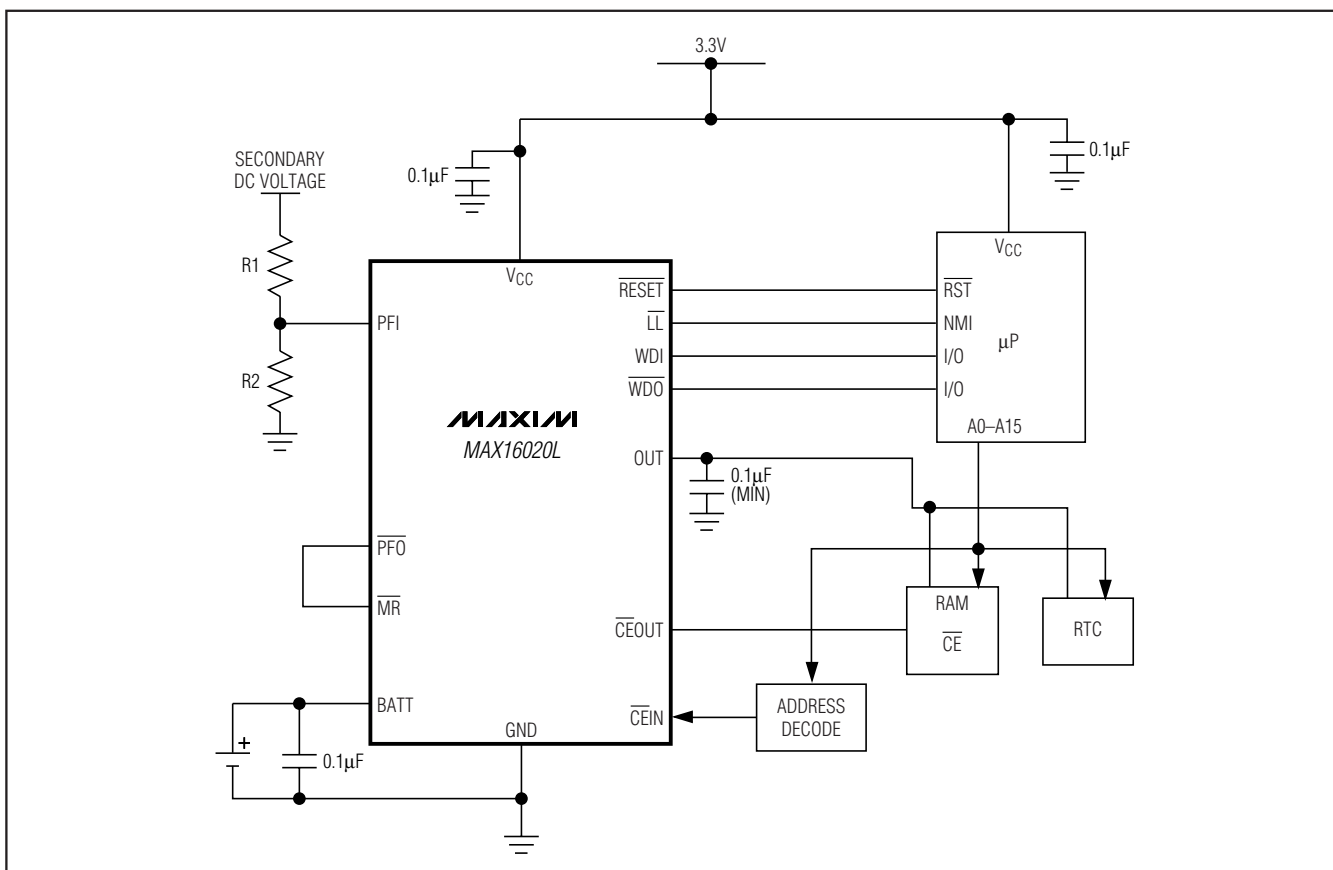 3.3V
0.1μF
0.1μF
SECONDARY
DC VOLTAGE
R1
R2
VCC
PFI
PFO
MR
BATT
GND
RESET
LL
WDI
WDO
OUT
CEOUT
CEIN
MAXIM
MAX16020L
VCC
RST
NMI
I/O
I/O
μP
A0–A15
0.1μF
(MIN)
RAM
CE
RTC
ADDRESS
DECODE
+
0.1μF